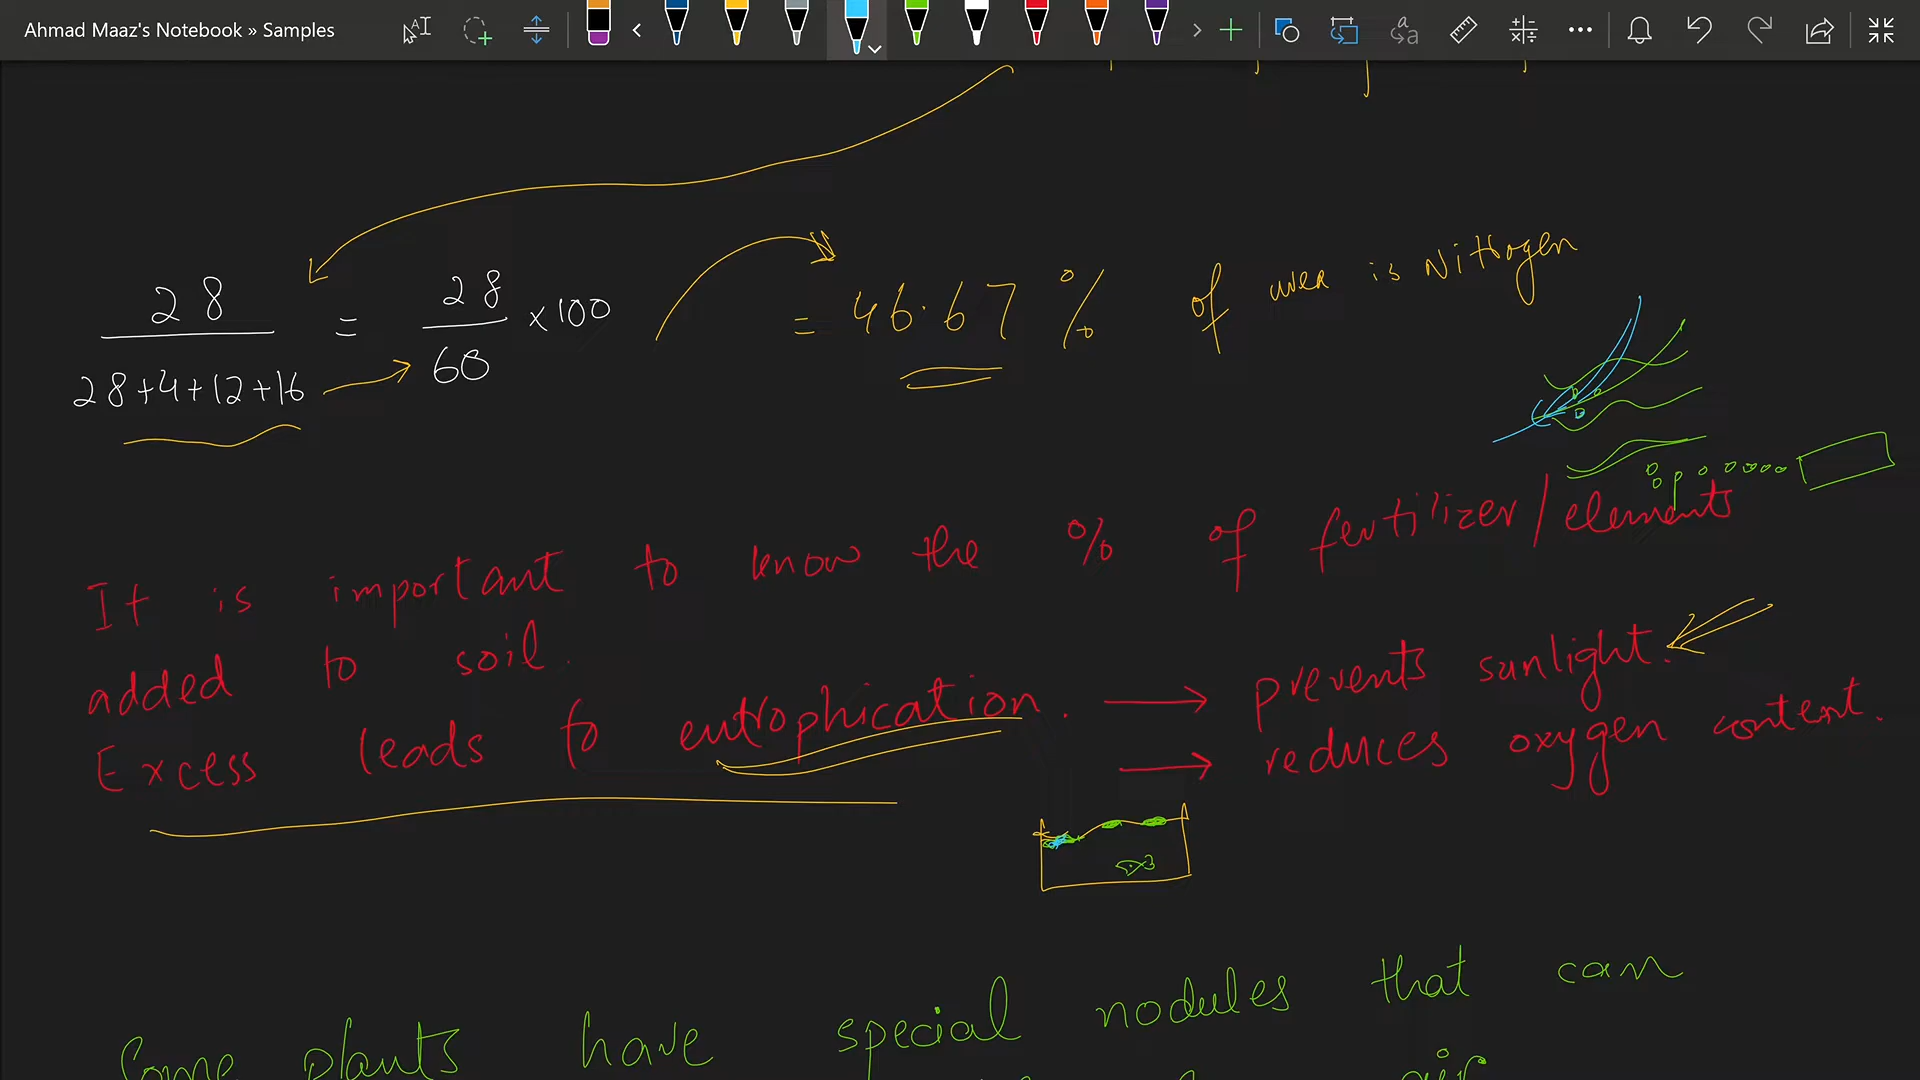 Ahmad Maaz's Notebook » Samples
28 / 28+4+12+16 = 28 / 60 x 100 = 46.67 % of urea is Nitrogen
It is important to know the % of fertilizer/elements
added to soil.
Excess leads to eutrophication. → prevents sunlight.
→ reduces oxygen content.
Some plants have special nodules that can
air